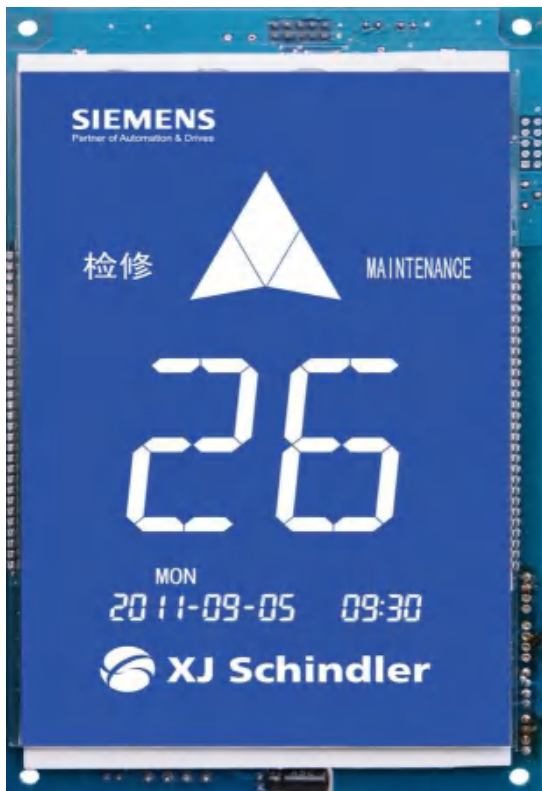 SIEMENS
Partner of Automation & Drives
检修
MAINTENANCE
26
MON
2011-09-05 09:30
XJ Schindler